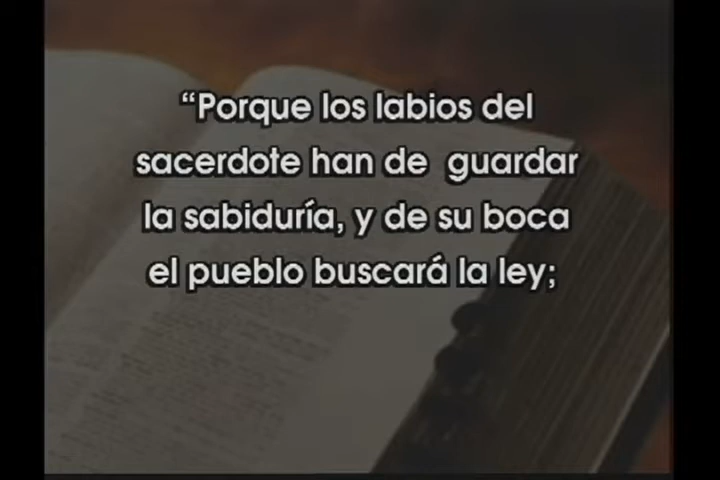 “Porque los labios del
sacerdote han de guardar
la sabiduría, y de su boca
el pueblo buscará la ley;